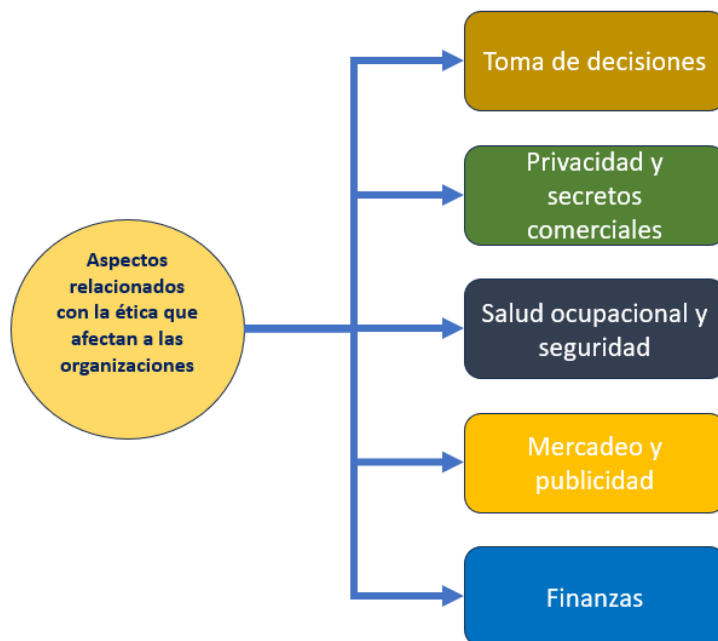 Aspectos
relacionados
con la ética que
afectan a las
organizaciones
Toma de decisiones
Privacidad y
secretos
comerciales
Salud ocupacional y
seguridad
Mercadeo y
publicidad
Finanzas